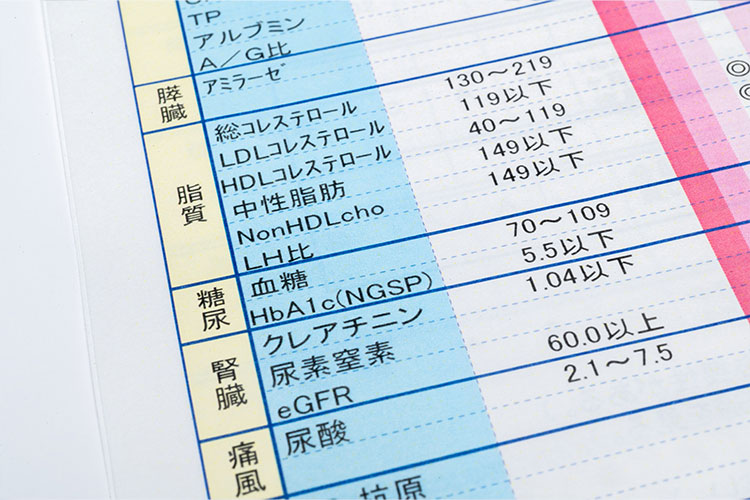 TP
アルブミン
A／G比
膵臓 アミラーゼ
脂質 総コレステロール 130～219
LDLコレステロール 119以下
HDLコレステロール 40～119
中性脂肪 149以下
NonHDLcho 149以下
LH比
糖尿 血糖 70～109
HbA1c(NGSP) 5.5以下
腎臓 クレアチニン 1.04以下
尿素窒素
eGFR 60.0以上
痛風 尿酸 2.1～7.5
抗原
◎